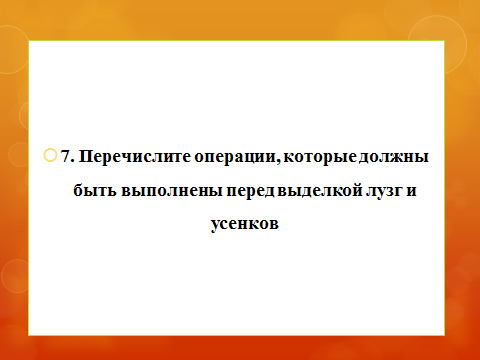 7. Перечислите операции, которые должны
быть выполнены перед выделкой лузг и
усенков